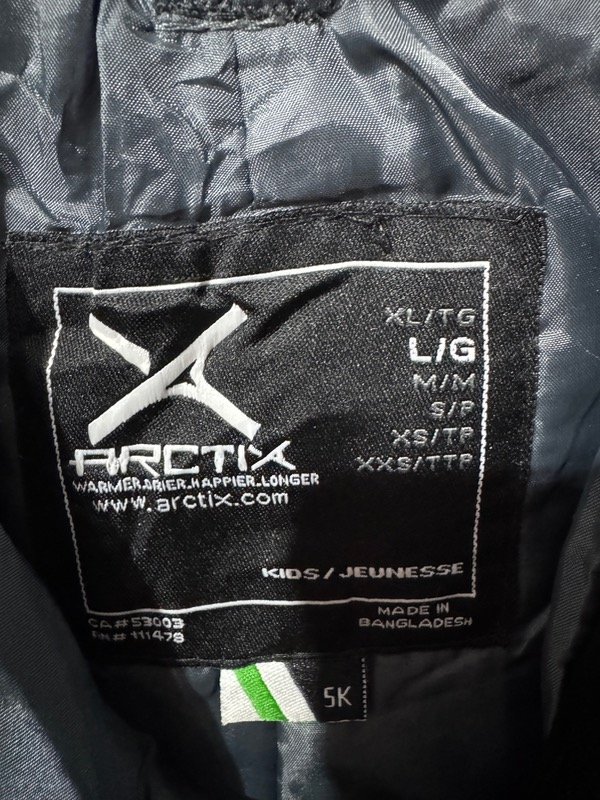 XL/TG
L/G
M/M
S/P
XS/TP
XXS/TTP
ARCTIX
WARMER.DRIER.HAPPIER.LONGER
www.arctix.com
KIDS / JEUNESSE
CA# 53003
RN# 111478
MADE IN
BANGLADESH
5K